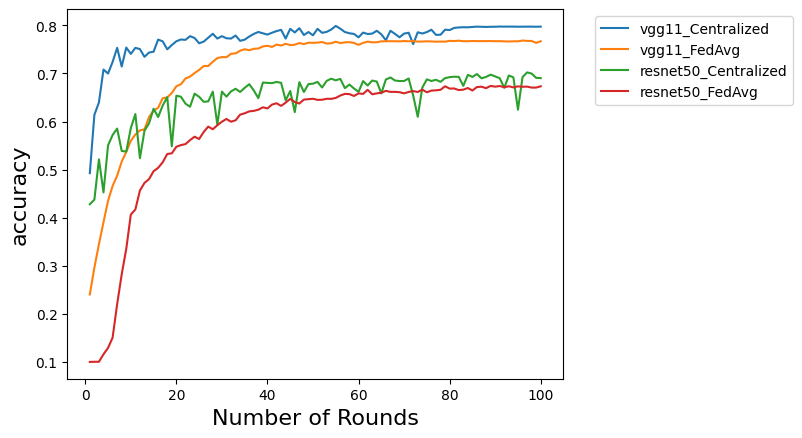 0.8
0.7
0.6
0.5
0.4
0.3
0.2
0.1
accuracy
0 20 40 60 80 100
Number of Rounds
vgg11_Centralized
vgg11_FedAvg
resnet50_Centralized
resnet50_FedAvg